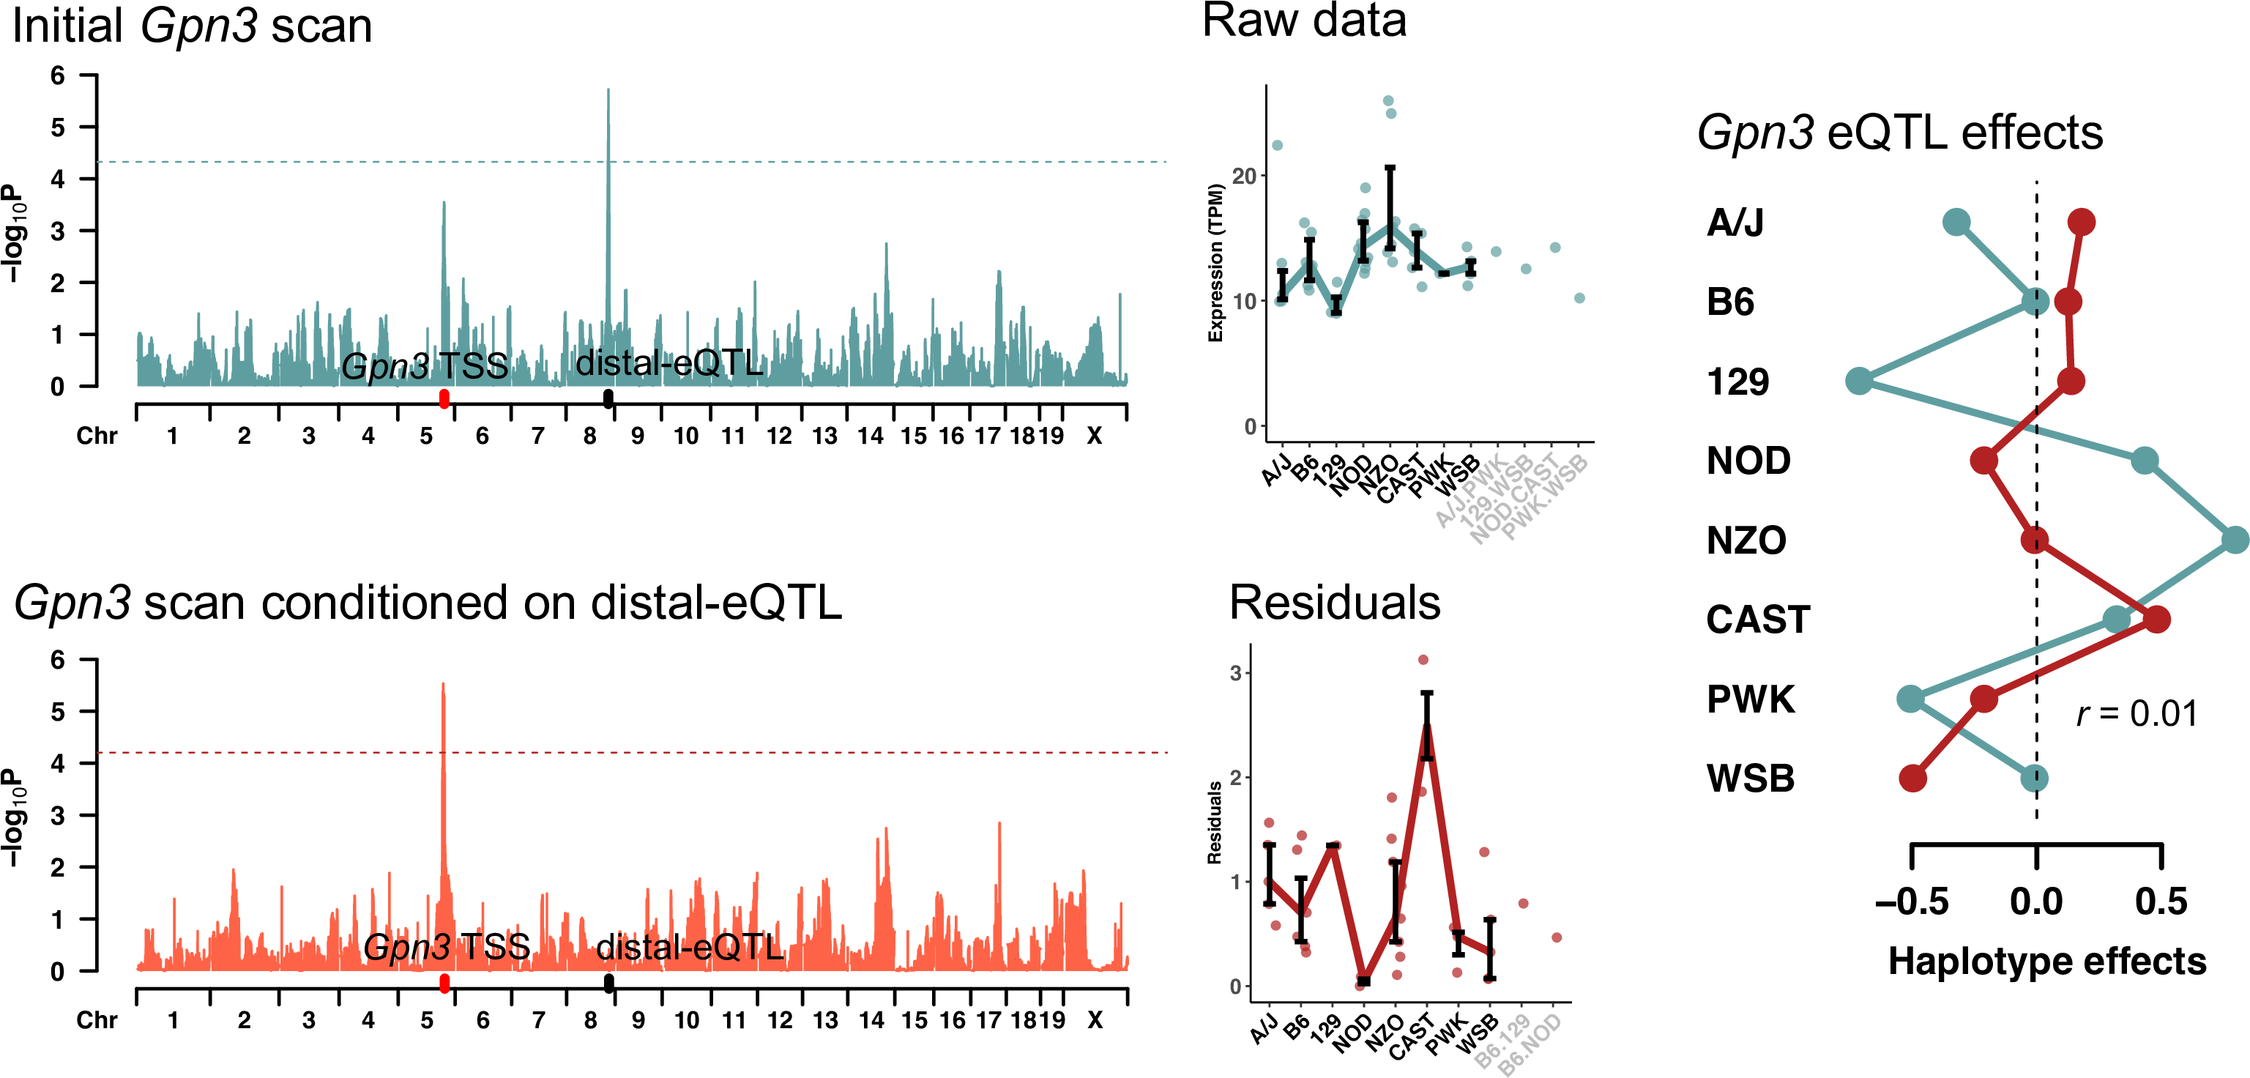 Initial Gpn3 scan
6
5
4
3
2
1
0
–log10P
Gpn3 TSS
distal-eQTL
Chr 1 2 3 4 5 6 7 8 9 10 11 12 13 14 15 16 17 18 19 X
Raw data
20
10
0
Expression (TPM)
A/J B6 129 NOD NZO CAST PWK WSB A/J.PWK 129.WSB NOD.CAST PWK.WSB
Gpn3 scan conditioned on distal-eQTL
6
5
4
3
2
1
0
–log10P
Gpn3 TSS
distal-eQTL
Chr 1 2 3 4 5 6 7 8 9 10 11 12 13 14 15 16 17 18 19 X
Residuals
3
2
1
0
Residuals
A/J B6 129 NOD NZO CAST PWK WSB B6.129 B6.NOD
Gpn3 eQTL effects
A/J
B6
129
NOD
NZO
CAST
PWK
WSB
r = 0.01
–0.5 0.0 0.5
Haplotype effects